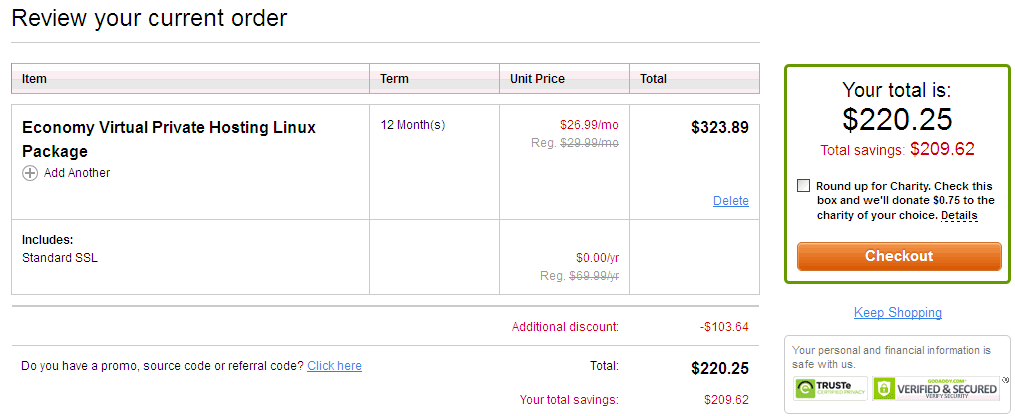 Review your current order
Item Term Unit Price Total
Economy Virtual Private Hosting Linux
Package
12 Month(s)
$26.99/mo
Reg. $29.99/mo
$323.89
Add Another
Delete
Includes:
Standard SSL
$0.00/yr
Reg. $69.99/yr
Additional discount: -$103.64
Do you have a promo, source code or referral code? Click here
Total: $220.25
Your total savings: $209.62
Your total is:
$220.25
Total savings: $209.62
Round up for Charity. Check this
box and we'll donate $0.75 to the
charity of your choice. Details
Checkout
Keep Shopping
Your personal and financial information is
safe with us.
TRUSTe
CERTIFIED PRIVACY
GODADDY.COM
VERIFIED & SECURED
VERIFY SECURITY